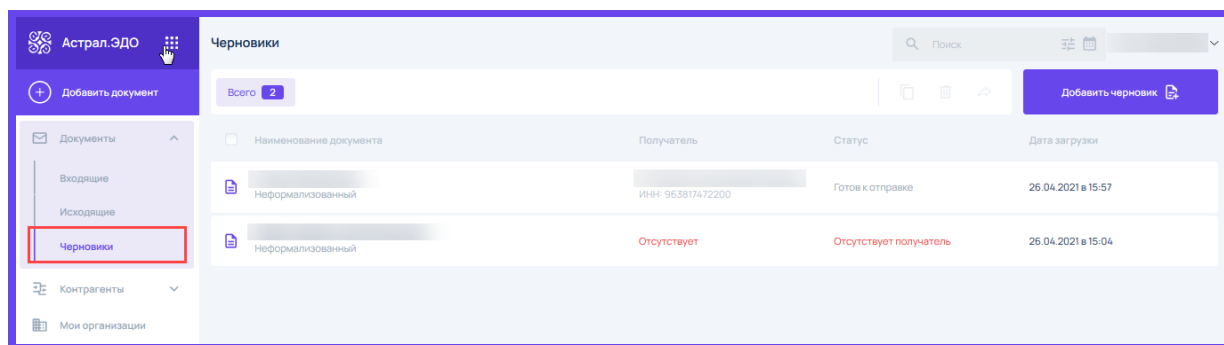 Астрал.ЭДО
Черновики
Поиск
Добавить документ
Всего 2
Добавить черновик
Документы
Наименование документа
Получатель
Статус
Дата загрузки
Входящие
Неформализованный
ИНН: 963817472200
Готов к отправке
26.04.2021 в 15:57
Исходящие
Черновики
Неформализованный
Отсутствует
Отсутствует получатель
26.04.2021 в 15:04
Контрагенты
Мои организации